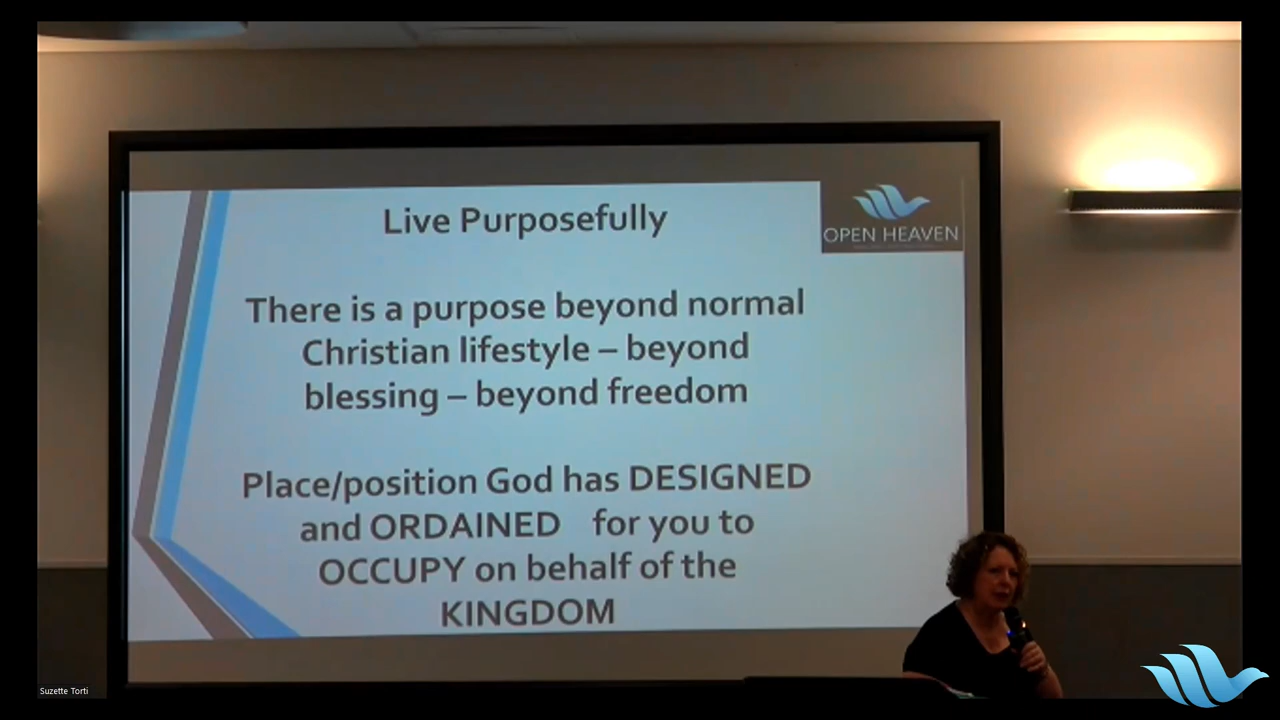 Live Purposefully
OPEN HEAVEN
There is a purpose beyond normal
Christian lifestyle – beyond
blessing – beyond freedom
Place/position God has DESIGNED
and ORDAINED for you to
OCCUPY on behalf of the
KINGDOM
Suzette Torti